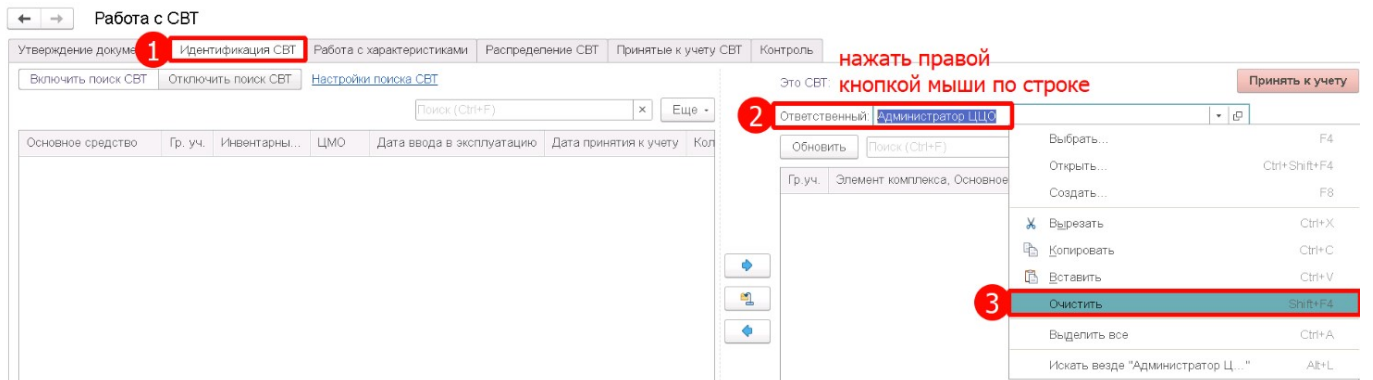 Работа с СВТ
Утверждение докуме
1
Идентификация СВТ
Работа с характеристиками
Распределение СВТ
Принятые к учету СВТ
Контроль
Включить поиск СВТ
Отключить поиск СВТ
Настройки поиска СВТ
Поиск (Ctrl+F)
×
Еще
Основное средство
Гр. уч.
Инвентарны...
ЦМО
Дата ввода в эксплуатацию
Дата принятия к учету
Кол
нажать правой
Это СВТ:
кнопкой мыши по строке
Принять к учету
2
Ответственный:
Администратор ЦЦО
Обновить
Поиск (Ctrl+F)
Гр.уч.
Элемент комплекса, Основное
Выбрать... F4
Открыть... Ctrl+Shift+F4
Создать... F8
Вырезать Ctrl+X
Копировать Ctrl+C
Вставить Ctrl+V
3
Очистить Shift+F4
Выделить все Ctrl+A
Искать везде "Администратор Ц..." Alt+L